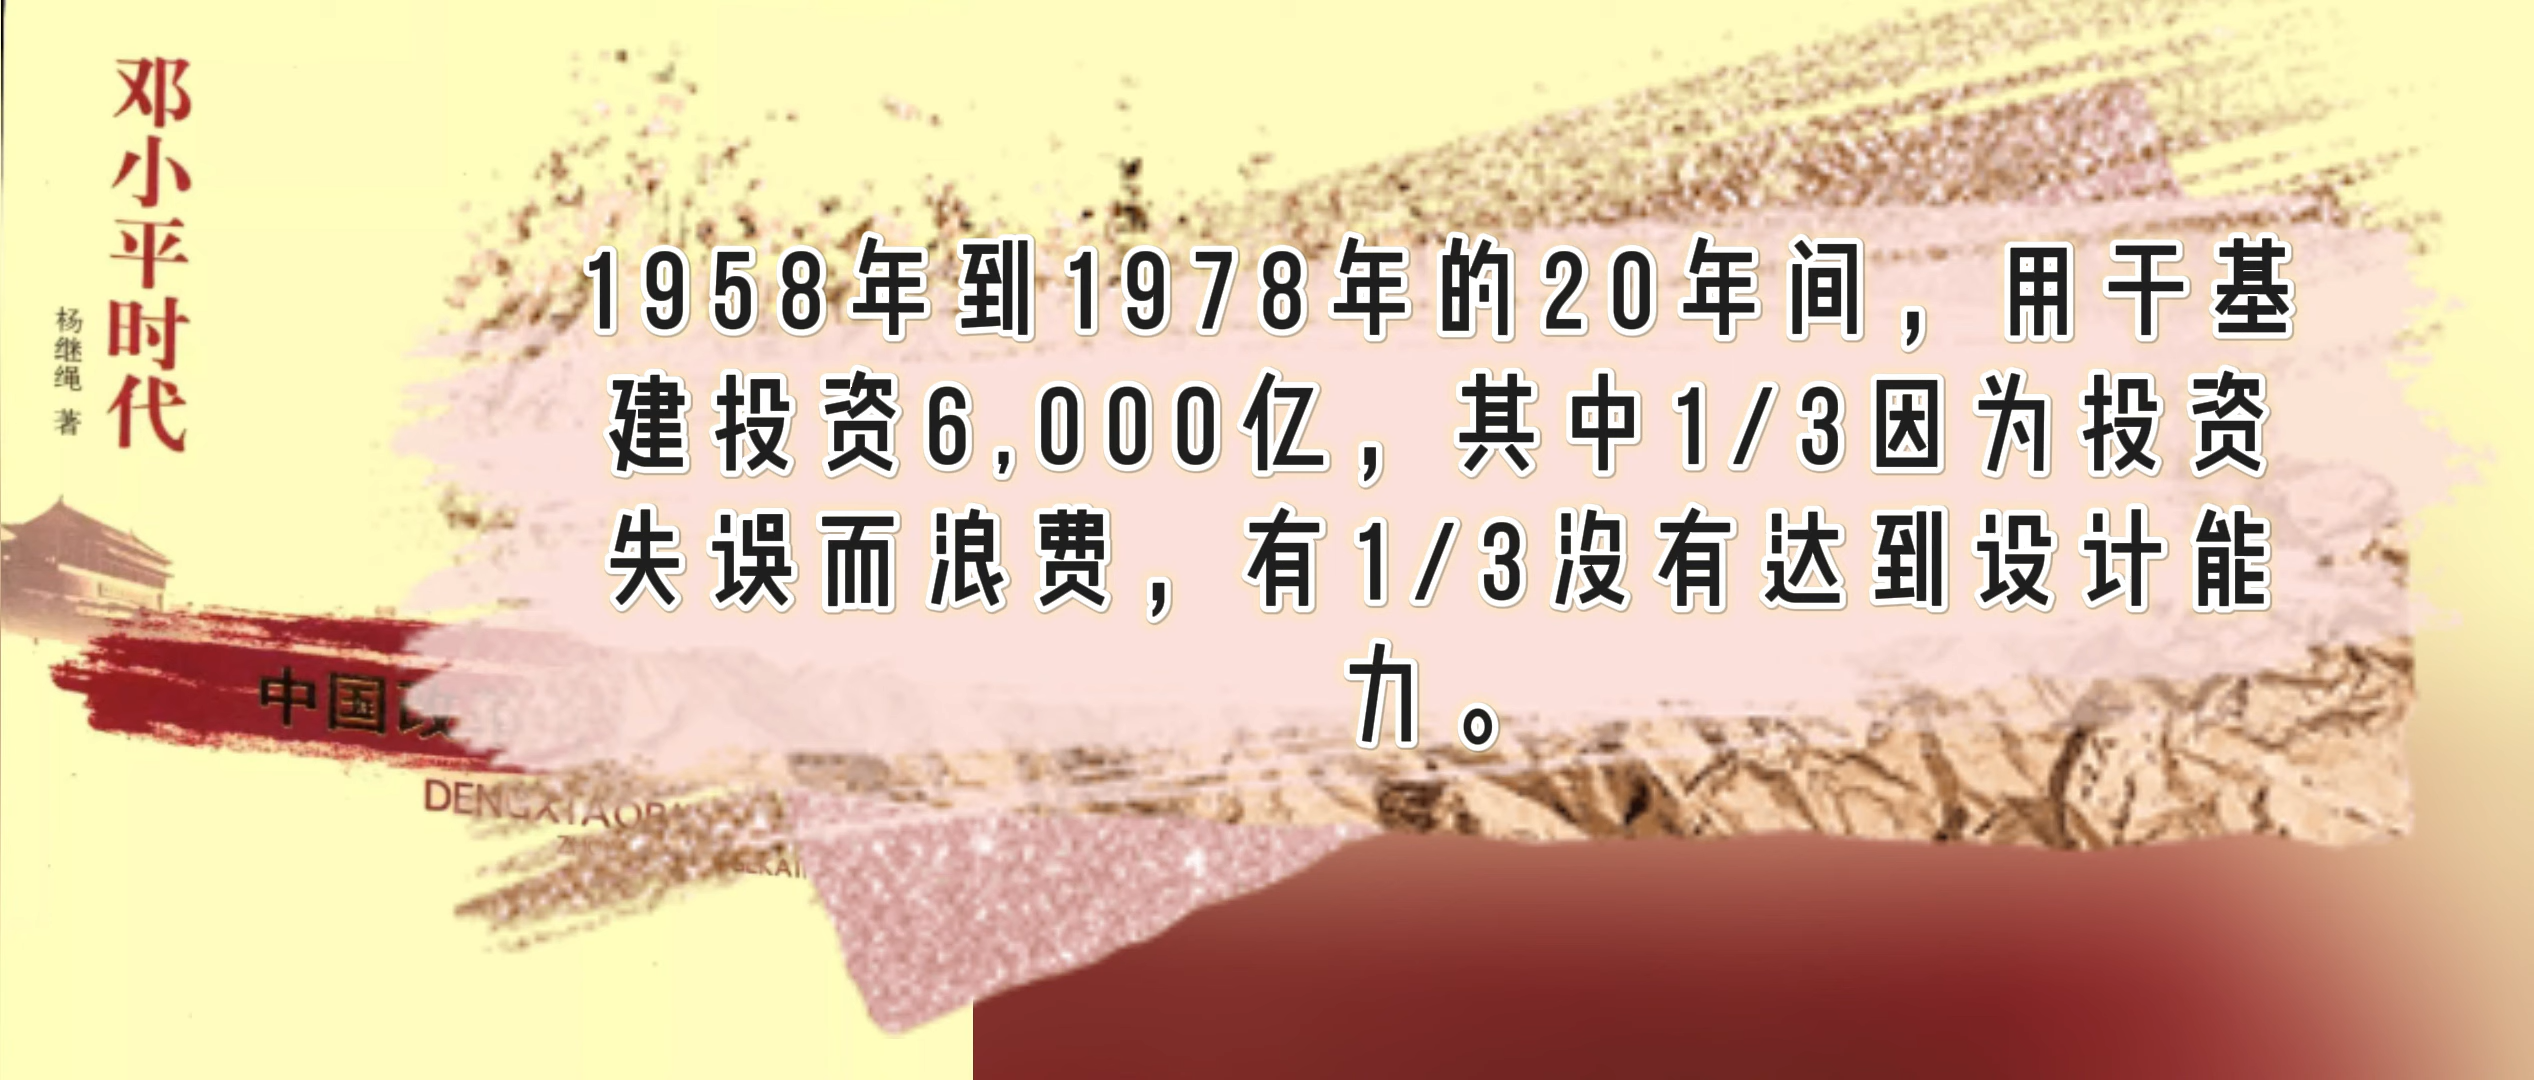 邓小平时代
杨继绳 著
1958年到1978年的20年间，用于基
建投资6,000亿，其中1/3因为投资
失误而浪费，有1/3没有达到设计能
力。
中国改